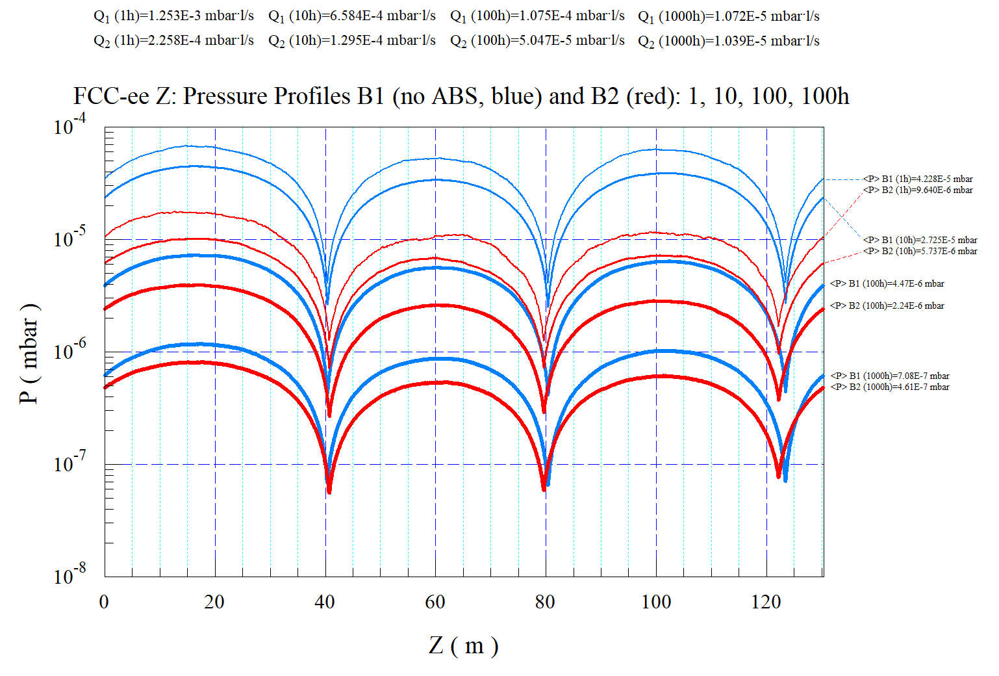 Q1 (1h)=1.253E-3 mbar·l/s Q1 (10h)=6.584E-4 mbar·l/s Q1 (100h)=1.075E-4 mbar·l/s Q1 (1000h)=1.072E-5 mbar·l/s
Q2 (1h)=2.258E-4 mbar·l/s Q2 (10h)=1.295E-4 mbar·l/s Q2 (100h)=5.047E-5 mbar·l/s Q2 (1000h)=1.039E-5 mbar·l/s
FCC-ee Z: Pressure Profiles B1 (no ABS, blue) and B2 (red): 1, 10, 100, 100h
10-4
<P> B1 (1h)=4.228E-5 mbar
<P> B2 (1h)=9.640E-6 mbar
10-5
<P> B1 (10h)=2.725E-5 mbar
<P> B2 (10h)=5.737E-6 mbar
<P> B1 (100h)=4.47E-6 mbar
<P> B2 (100h)=2.24E-6 mbar
P ( mbar )
10-6
<P> B1 (1000h)=7.08E-7 mbar
<P> B2 (1000h)=4.61E-7 mbar
10-7
10-8
0 20 40 60 80 100 120
Z ( m )